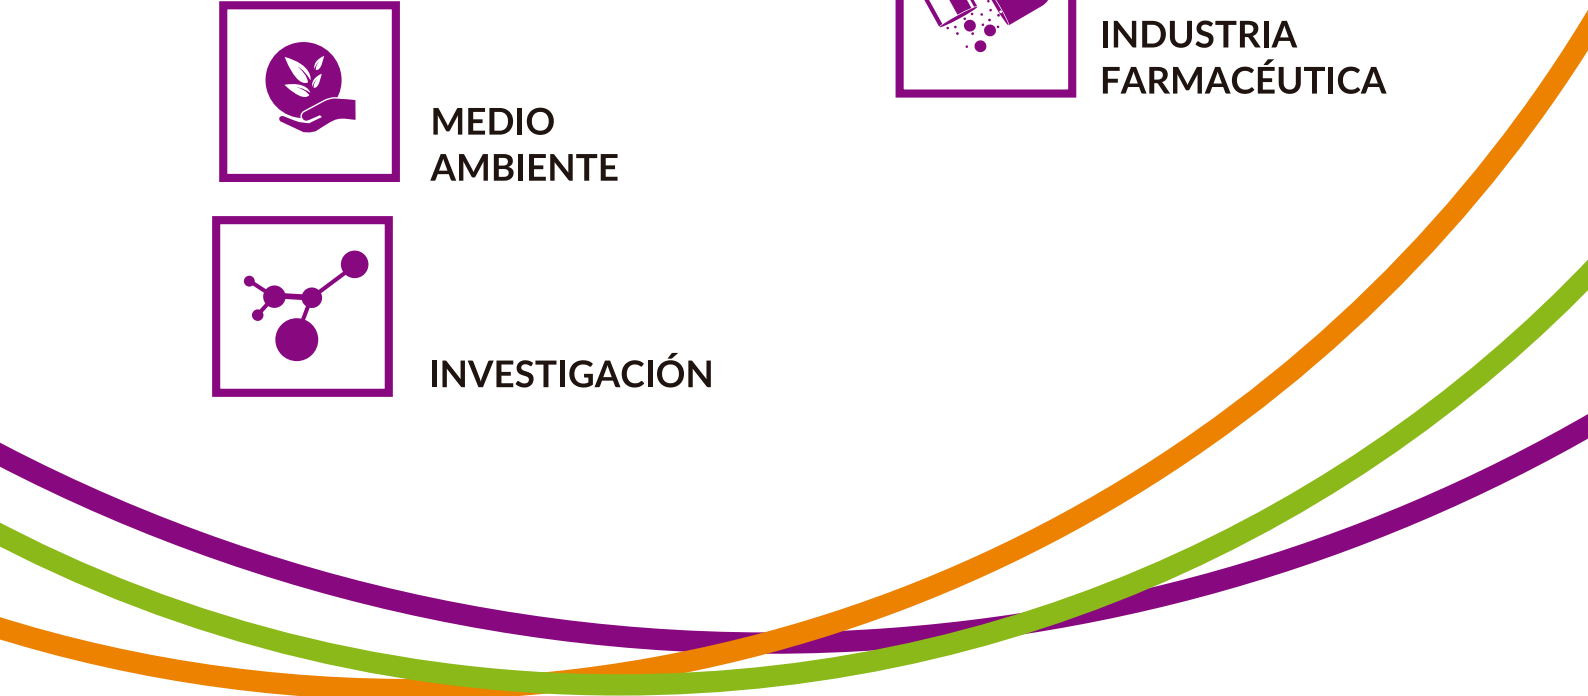 INDUSTRIA
FARMACÉUTICA
MEDIO
AMBIENTE
INVESTIGACIÓN